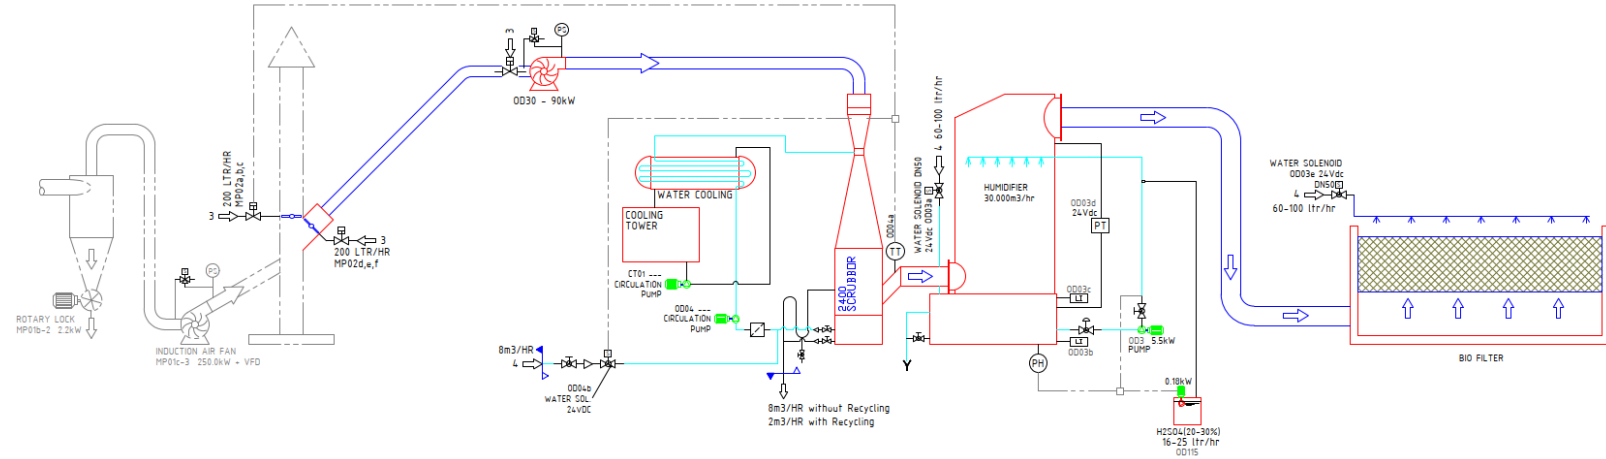 3
PS
OD30 - 90kW
200 LTR/HR
MP02a,b,c
3
3
200 LTR/HR
MP02d,e,f
PS
ROTARY LOCK
MP01b-2 2.2kW
INDUCTION AIR FAN
MP01c-3 250.0kW + VFD
WATER COOLING
COOLING
TOWER
CT01 ---
CIRCULATION
PUMP
OD04 ---
CIRCULATION
PUMP
8m3/HR
4
OD04b
WATER SOL.
24VDC
8m3/HR without Recycling
2m3/HR with Recycling
2400
SCRUBBOR
OD04a
TT
4 60-100 ltr/hr
WATER SOLENOID DN50
24Vdc OD03a
HUMIDIFIER
30.000m3/hr
OD03d
24Vdc
PT
OD03c
LI
LI
OD03b
PH
OD3 5.5kW
PUMP
0.18kW
H2SO4(20-30%)
16-25 ltr/hr
OD115
WATER SOLENOID
OD03e 24Vdc
DN50
4
60-100 ltr/hr
BIO FILTER